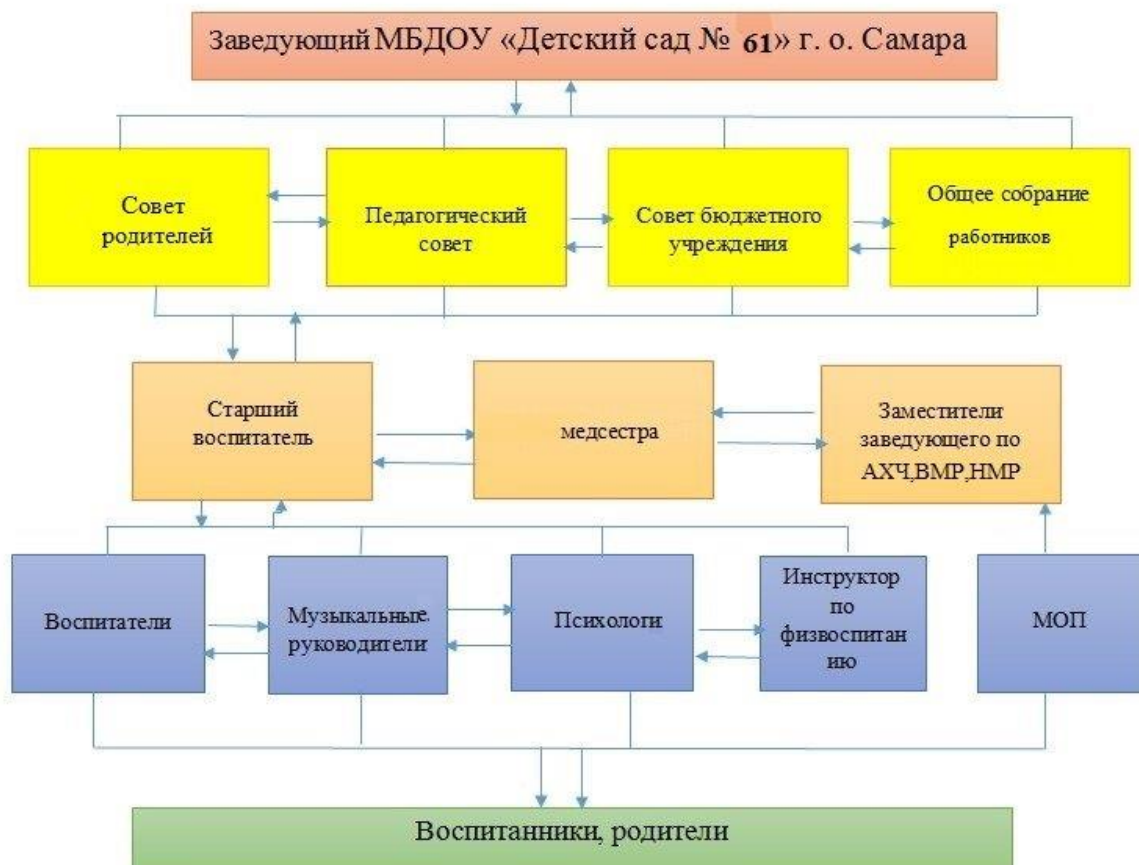 Заведующий МБДОУ «Детский сад № 61» г. о. Самара
Совет
родителей
Педагогический
совет
Совет бюджетного
учреждения
Общее собрание
работников
Старший
воспитатель
медсестра
Заместители
заведующего по
АХЧ,ВМР,НМР
Воспитатели
Музыкальные
руководители
Психологи
Инструктор
по
физвоспитан
ию
МОП
Воспитанники, родители